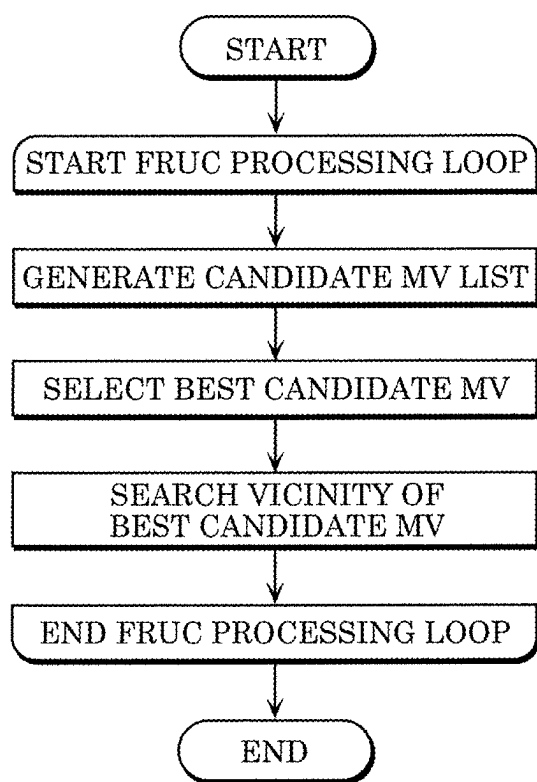 START
START FRUC PROCESSING LOOP
GENERATE CANDIDATE MV LIST
SELECT BEST CANDIDATE MV
SEARCH VICINITY OF
BEST CANDIDATE MV
END FRUC PROCESSING LOOP
END